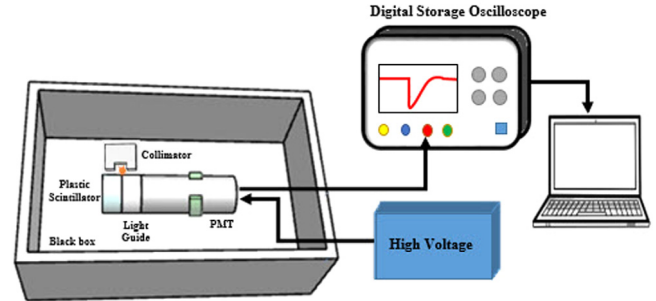 Digital Storage Oscilloscope
Collimator
Plastic
Scintillator
Light
Guide
PMT
Black box
High Voltage